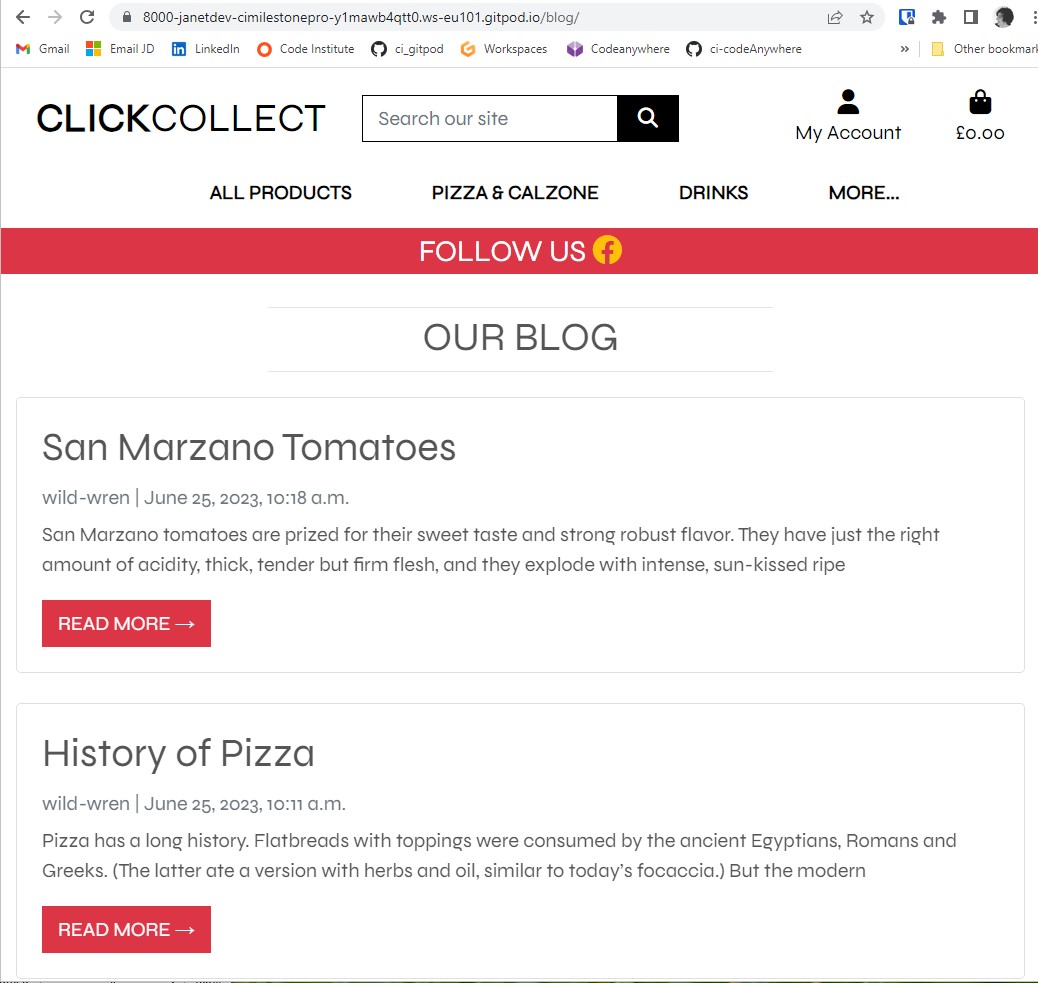 8000-janetdev-cimilestonepro-y1mawb4qtt0.ws-eu101.gitpod.io/blog/
Gmail Email JD LinkedIn Code Institute ci_gitpod Workspaces Codeanywhere ci-codeAnywhere » Other bookmar
CLICKCOLLECT Search our site
My Account £0.00
ALL PRODUCTS PIZZA & CALZONE DRINKS MORE...
FOLLOW US
OUR BLOG
San Marzano Tomatoes
wild-wren | June 25, 2023, 10:18 a.m.
San Marzano tomatoes are prized for their sweet taste and strong robust flavor. They have just the right
amount of acidity, thick, tender but firm flesh, and they explode with intense, sun-kissed ripe
READ MORE →
History of Pizza
wild-wren | June 25, 2023, 10:11 a.m.
Pizza has a long history. Flatbreads with toppings were consumed by the ancient Egyptians, Romans and
Greeks. (The latter ate a version with herbs and oil, similar to today’s focaccia.) But the modern
READ MORE →